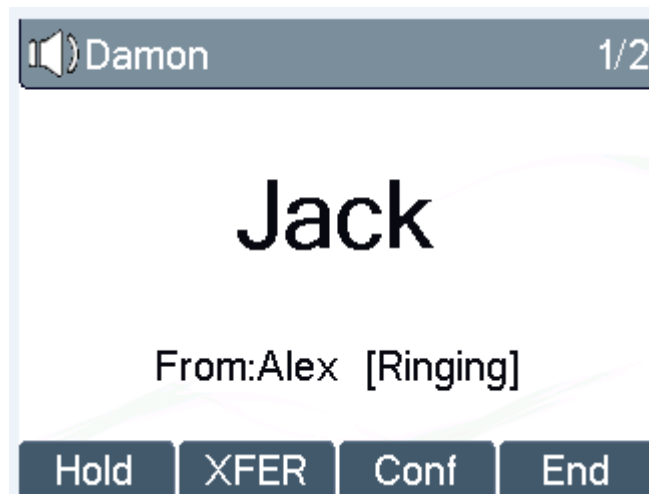 Damon 1/2
Jack
From:Alex [Ringing]
Hold XFER Conf End